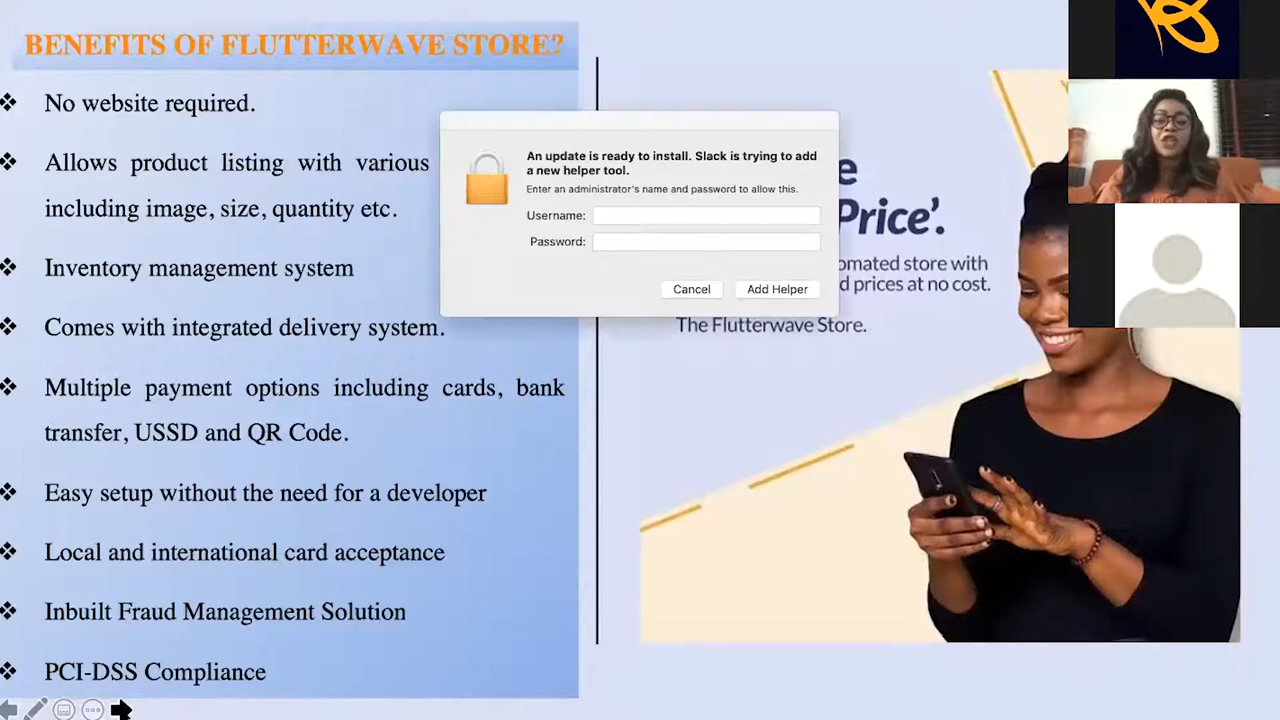 BENEFITS OF FLUTTERWAVE STORE?
No website required.
Allows product listing with various
including image, size, quantity etc.
Inventory management system
Comes with integrated delivery system.
Multiple payment options including cards, bank
transfer, USSD and QR Code.
Easy setup without the need for a developer
Local and international card acceptance
Inbuilt Fraud Management Solution
PCI-DSS Compliance
An update is ready to install. Slack is trying to add
a new helper tool.
Enter an administrator's name and password to allow this.
Username:
Password:
Cancel
Add Helper
Price'.
store with
prices at no cost.
The Flutterwave Store.